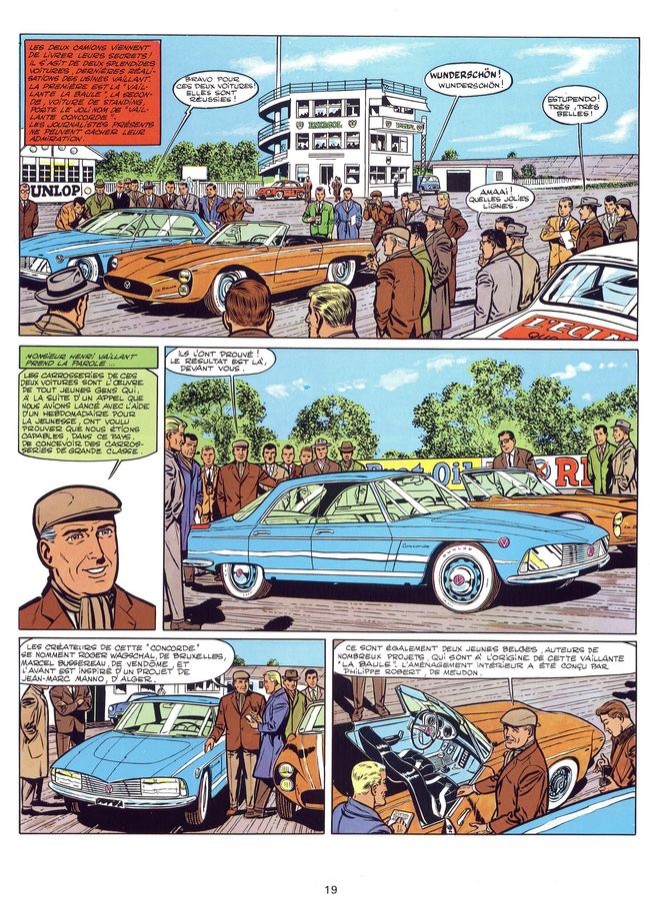 LES DEUX CAMIONS VIENNENT
DE LIVRER LEURS SECRETS!
IL S'AGIT DE DEUX SPLENDIDES
VOITURES, DERNIÈRES RÉALI-
SATIONS DES USINES VAILLANT.
LA PREMIÈRE EST LA "VAIL-
LANTE LA BAULE", LA SECON-
DE, VOITURE DE STANDING,
PORTE LE JOLI NOM DE "VAIL-
LANTE CONCORDE".
LES JOURNALISTES PRÉSENTS
NE PEUVENT CACHER LEUR
ADMIRATION.
BRAVO POUR
CES DEUX VOITURES!
ELLES SONT
RÉUSSIES!
WUNDERSCHÖN!
WUNDERSCHÖN!
ESTUPENDO!
TRÈS, TRÈS
BELLES!
AMAAI!
QUELLES JOLIES
LIGNES.
DUNLOP
L'ECLA
MONSIEUR HENRI VAILLANT
PREND LA PAROLE ...
LES CARROSSERIES DE CES
DEUX VOITURES SONT L'ŒUVRE
DE TOUT JEUNES GENS QUI,
À LA SUITE D'UN APPEL QUE
NOUS AVIONS LANCÉ AVEC L'AIDE
D'UN HEBDOMADAIRE POUR
LA JEUNESSE, ONT VOULU
PROUVER QUE NOUS ÉTIONS
CAPABLES, DANS CE PAYS,
DE CONCEVOIR DES CARROS-
SERIES DE GRANDE CLASSE.
ILS L'ONT PROUVÉ!
LE RÉSULTAT EST LÀ,
DEVANT VOUS.
Oil
Concorde
LES CRÉATEURS DE CETTE "CONCORDE"
SE NOMMENT ROGER WAGSCHAL, DE BRUXELLES,
MARCEL BUSSEREAU, DE VENDÔME, ET
L'AVANT EST INSPIRÉ D'UN PROJET DE
JEAN-MARC MANNO, D'ALGER.
CE SONT ÉGALEMENT DEUX JEUNES BELGES, AUTEURS DE
NOMBREUX PROJETS, QUI SONT À L'ORIGINE DE CETTE VAILLANTE
"LA BAULE". L'AMÉNAGEMENT INTÉRIEUR A ÉTÉ CONÇU PAR
PHILIPPE ROBERT, DE MEUDON.
19